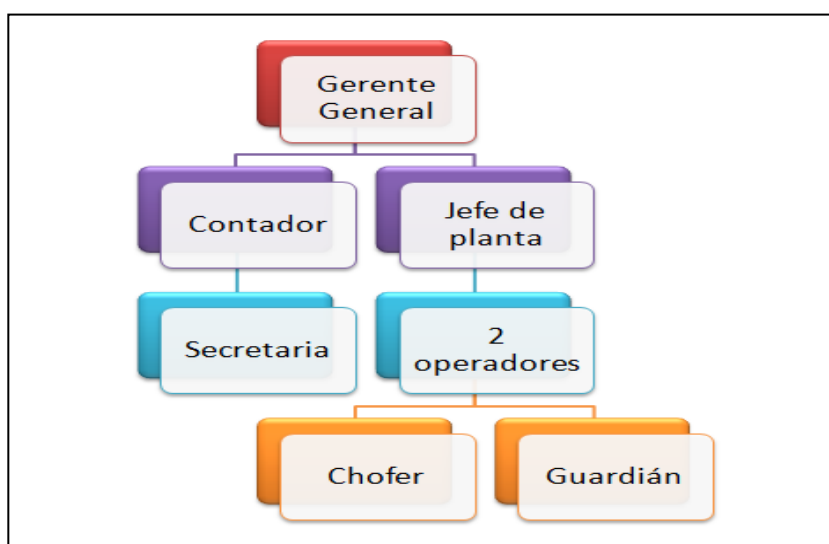 Gerente
General
Contador
Jefe de
planta
Secretaria
2
operadores
Chofer
Guardián